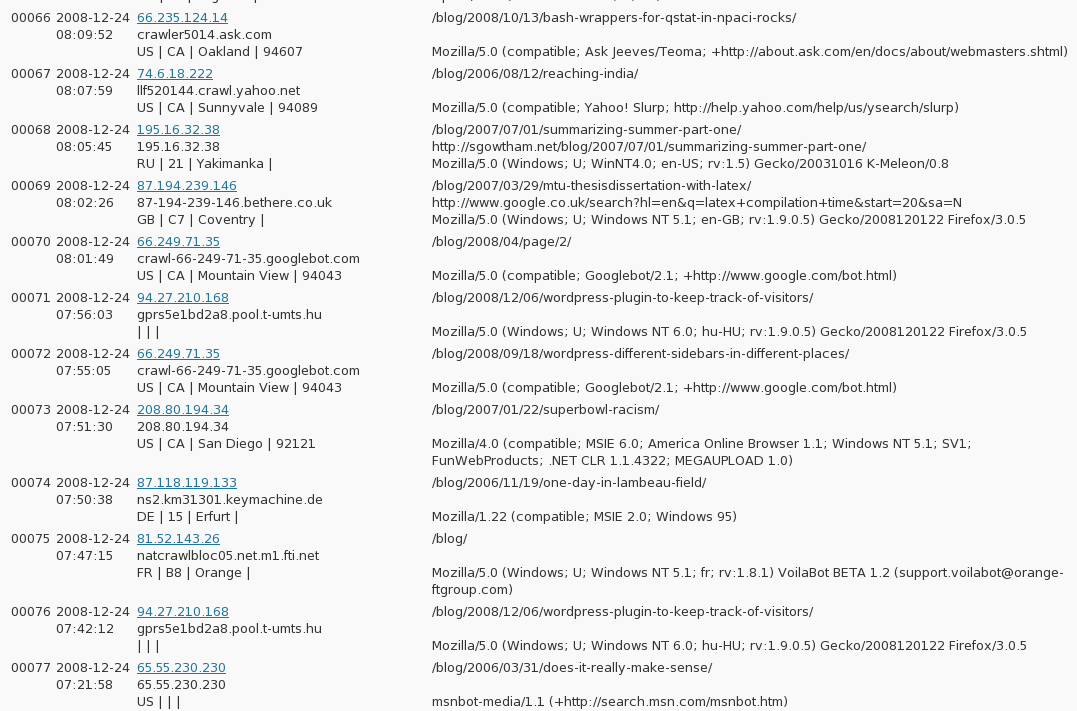 00066 2008-12-24 66.235.124.14 /blog/2008/10/13/bash-wrappers-for-qstat-in-npaci-rocks/
08:09:52 crawler5014.ask.com
US | CA | Oakland | 94607 Mozilla/5.0 (compatible; Ask Jeeves/Teoma; +http://about.ask.com/en/docs/about/webmasters.shtml)
00067 2008-12-24 74.6.18.222 /blog/2006/08/12/reaching-india/
08:07:59 llf520144.crawl.yahoo.net
US | CA | Sunnyvale | 94089 Mozilla/5.0 (compatible; Yahoo! Slurp; http://help.yahoo.com/help/us/ysearch/slurp)
00068 2008-12-24 195.16.32.38 /blog/2007/07/01/summarizing-summer-part-one/
08:05:45 195.16.32.38 http://sgowtham.net/blog/2007/07/01/summarizing-summer-part-one/
RU | 21 | Yakimanka | Mozilla/5.0 (Windows; U; WinNT4.0; en-US; rv:1.5) Gecko/20031016 K-Meleon/0.8
00069 2008-12-24 87.194.239.146 /blog/2007/03/29/mtu-thesisdissertation-with-latex/
08:02:26 87-194-239-146.bethere.co.uk http://www.google.co.uk/search?hl=en&q=latex+compilation+time&start=20&sa=N
GB | C7 | Coventry | Mozilla/5.0 (Windows; U; Windows NT 5.1; en-GB; rv:1.9.0.5) Gecko/2008120122 Firefox/3.0.5
00070 2008-12-24 66.249.71.35 /blog/2008/04/page/2/
08:01:49 crawl-66-249-71-35.googlebot.com
US | CA | Mountain View | 94043 Mozilla/5.0 (compatible; Googlebot/2.1; +http://www.google.com/bot.html)
00071 2008-12-24 94.27.210.168 /blog/2008/12/06/wordpress-plugin-to-keep-track-of-visitors/
07:56:03 gprs5e1bd2a8.pool.t-umts.hu
| | | Mozilla/5.0 (Windows; U; Windows NT 6.0; hu-HU; rv:1.9.0.5) Gecko/2008120122 Firefox/3.0.5
00072 2008-12-24 66.249.71.35 /blog/2008/09/18/wordpress-different-sidebars-in-different-places/
07:55:05 crawl-66-249-71-35.googlebot.com
US | CA | Mountain View | 94043 Mozilla/5.0 (compatible; Googlebot/2.1; +http://www.google.com/bot.html)
00073 2008-12-24 208.80.194.34 /blog/2007/01/22/superbowl-racism/
07:51:30 208.80.194.34
US | CA | San Diego | 92121 Mozilla/4.0 (compatible; MSIE 6.0; America Online Browser 1.1; Windows NT 5.1; SV1;
FunWebProducts; .NET CLR 1.1.4322; MEGAUPLOAD 1.0)
00074 2008-12-24 87.118.119.133 /blog/2006/11/19/one-day-in-lambeau-field/
07:50:38 ns2.km31301.keymachine.de
DE | 15 | Erfurt | Mozilla/1.22 (compatible; MSIE 2.0; Windows 95)
00075 2008-12-24 81.52.143.26 /blog/
07:47:15 natcrawlbloc05.net.m1.fti.net
FR | B8 | Orange | Mozilla/5.0 (Windows; U; Windows NT 5.1; fr; rv:1.8.1) VoilaBot BETA 1.2 (support.voilabot@orange-
ftgroup.com)
00076 2008-12-24 94.27.210.168 /blog/2008/12/06/wordpress-plugin-to-keep-track-of-visitors/
07:42:12 gprs5e1bd2a8.pool.t-umts.hu
| | | Mozilla/5.0 (Windows; U; Windows NT 6.0; hu-HU; rv:1.9.0.5) Gecko/2008120122 Firefox/3.0.5
00077 2008-12-24 65.55.230.230 /blog/2006/03/31/does-it-really-make-sense/
07:21:58 65.55.230.230
US | | | msnbot-media/1.1 (+http://search.msn.com/msnbot.htm)